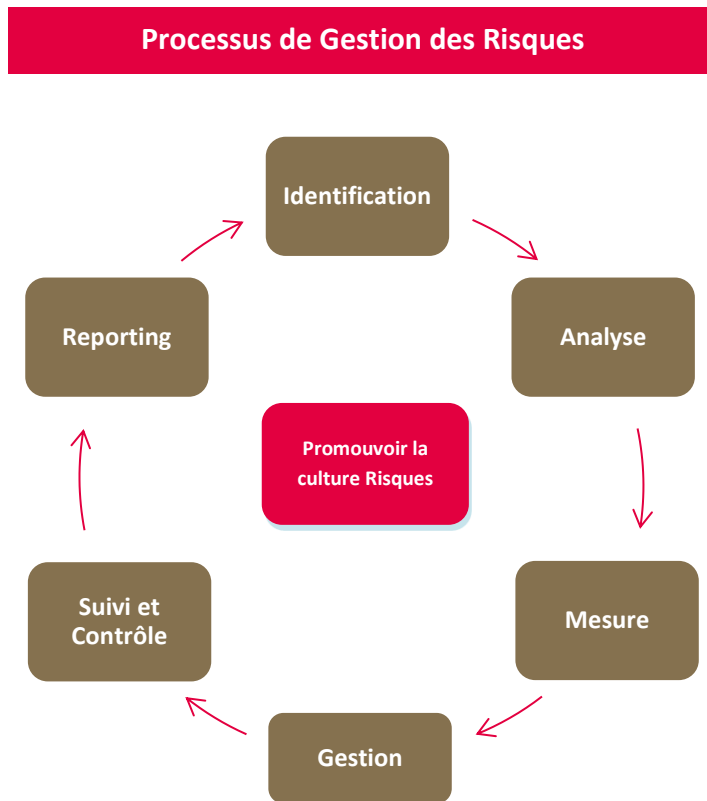 Processus de Gestion des Risques
Identification
Analyse
Mesure
Gestion
Suivi et
Contrôle
Reporting
Promouvoir la
culture Risques